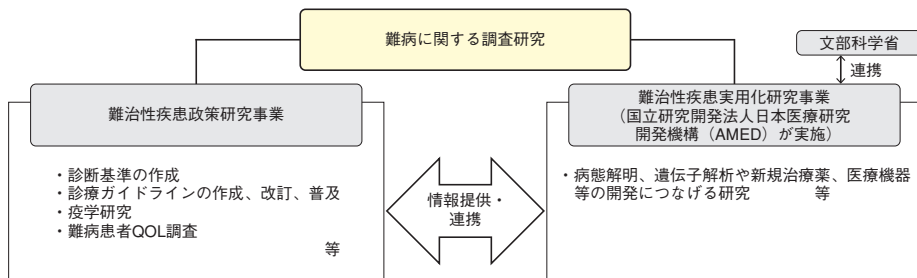 難病に関する調査研究
文部科学省
連携
難治性疾患政策研究事業
難治性疾患実用化研究事業
（国立研究開発法人日本医療研究
開発機構（AMED）が実施）
・診断基準の作成
・診療ガイドラインの作成、改訂、普及
・疫学研究
・難病患者QOL調査
等
情報提供・
連携
・病態解明、遺伝子解析や新規治療薬、医療機器
等の開発につなげる研究　　　等